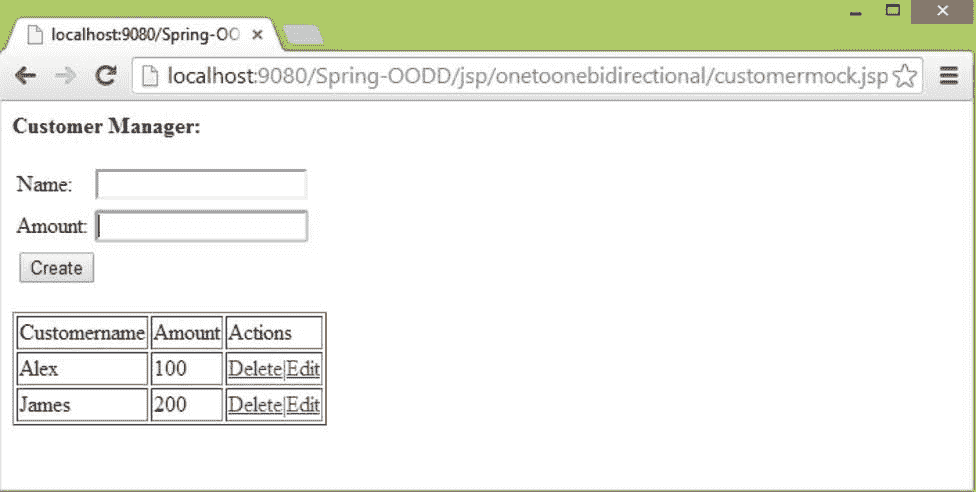 localhost:9080/Spring-OO
localhost:9080/Spring-OODD/jsp/onetoonebidirectional/customermock.jsp
Customer Manager:
Name:
Amount:
Create
Customername Amount Actions
Alex 100 Delete|Edit
James 200 Delete|Edit